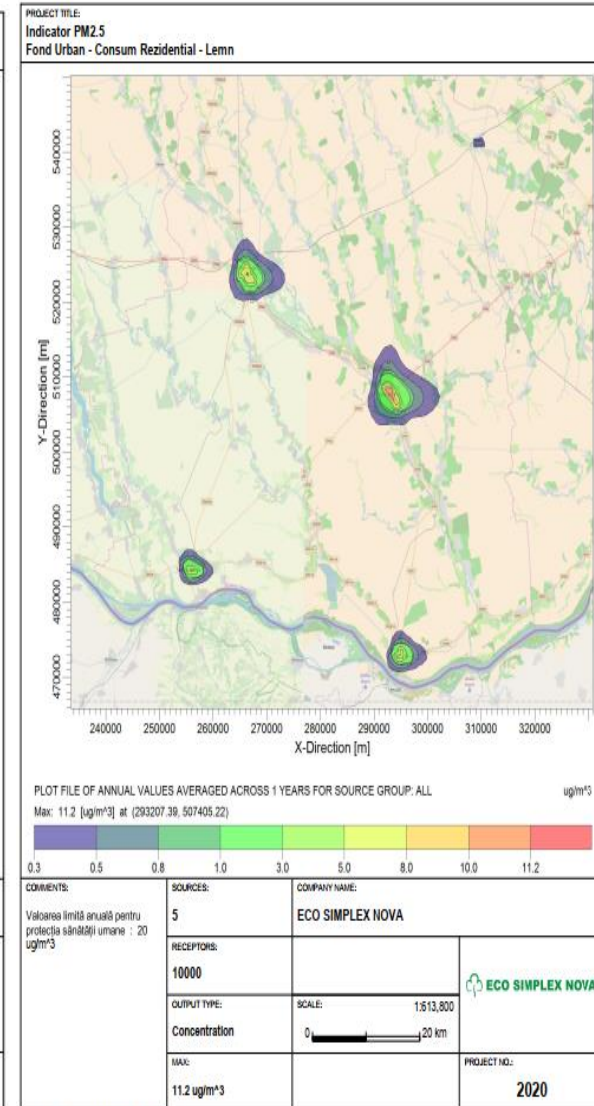 PROJECT TITLE:
Indicator PM2.5
Fond Urban - Consum Rezidential - Lemn
Y-Direction [m]
540000
530000
520000
510000
500000
490000
480000
470000
240000 250000 260000 270000 280000 290000 300000 310000 320000
X-Direction [m]
PLOT FILE OF ANNUAL VALUES AVERAGED ACROSS 1 YEARS FOR SOURCE GROUP: ALL
ug/m^3
Max: 11.2 [ug/m^3] at (293207.39, 507405.22)
0.3 0.5 0.8 1.0 3.0 5.0 8.0 10.0 11.2
COMMENTS:
Valoarea limită anuală pentru
protecția sănătății umane : 20
ug/m^3
SOURCES:
5
COMPANY NAME:
ECO SIMPLEX NOVA
RECEPTORS:
10000
ECO SIMPLEX NOVA
OUTPUT TYPE:
Concentration
SCALE:
1:613,800
0 20 km
MAX:
11.2 ug/m^3
PROJECT NO.:
2020